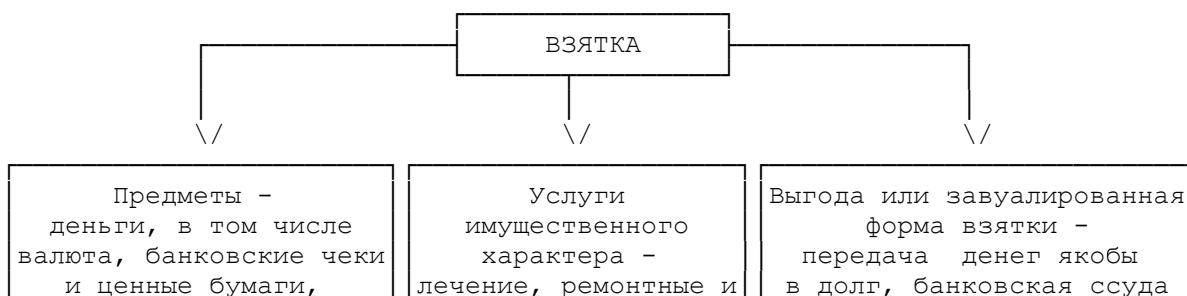 ВЗЯТКА
Предметы -
деньги, в том числе
валюта, банковские чеки
и ценные бумаги,
Услуги
имущественного
характера -
лечение, ремонтные и
Выгода или завуалированная
форма взятки -
передача  денег якобы
в долг, банковская ссуда